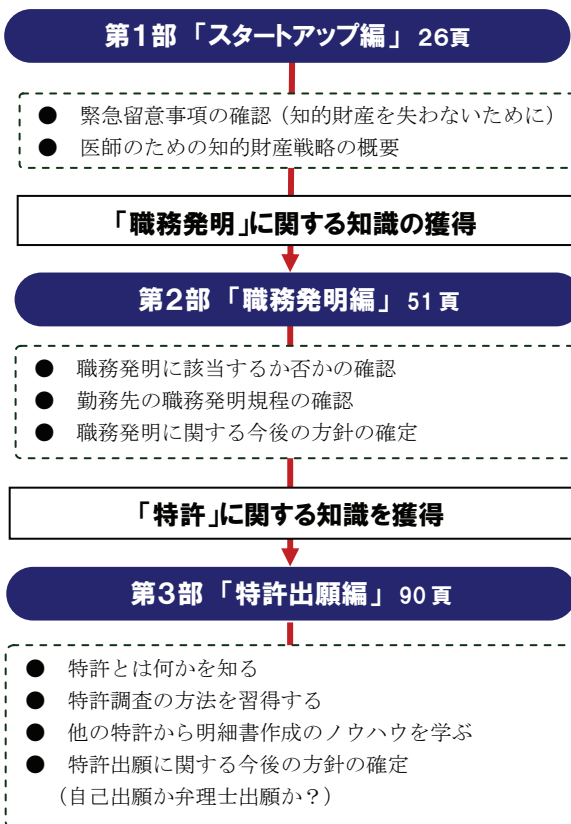 第1部「スタートアップ編」 26頁
● 緊急留意事項の確認（知的財産を失わないために）
● 医師のための知的財産戦略の概要
「職務発明」に関する知識の獲得
第2部「職務発明編」 51頁
● 職務発明に該当するか否かの確認
● 勤務先の職務発明規程の確認
● 職務発明に関する今後の方針の確定
「特許」に関する知識を獲得
第3部「特許出願編」 90頁
● 特許とは何かを知る
● 特許調査の方法を習得する
● 他の特許から明細書作成のノウハウを学ぶ
● 特許出願に関する今後の方針の確定
（自己出願か弁理士出願か？）